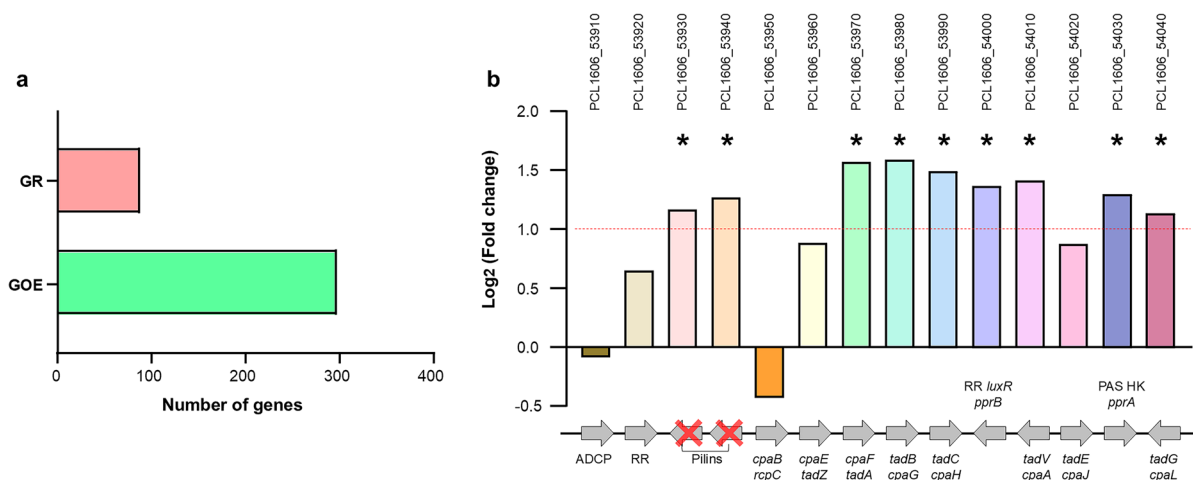 a
GR
GOE
0
100
200
300
400
Number of genes
b
PCL1606_53910
PCL1606_53920
PCL1606_53930
PCL1606_53940
PCL1606_53950
PCL1606_53960
PCL1606_53970
PCL1606_53980
PCL1606_53990
PCL1606_54000
PCL1606_54010
PCL1606_54020
PCL1606_54030
PCL1606_54040
Log2 (Fold change)
2.0
1.5
1.0
0.5
0.0
-0.5
* * * * * * * * *
RR luxR
pprB
PAS HK
pprA
ADCP
RR
Pilins
cpaB
rcpC
cpaE
tadZ
cpaF
tadA
tadB
cpaG
tadC
cpaH
tadV
cpaA
tadE
cpaJ
tadG
cpaL